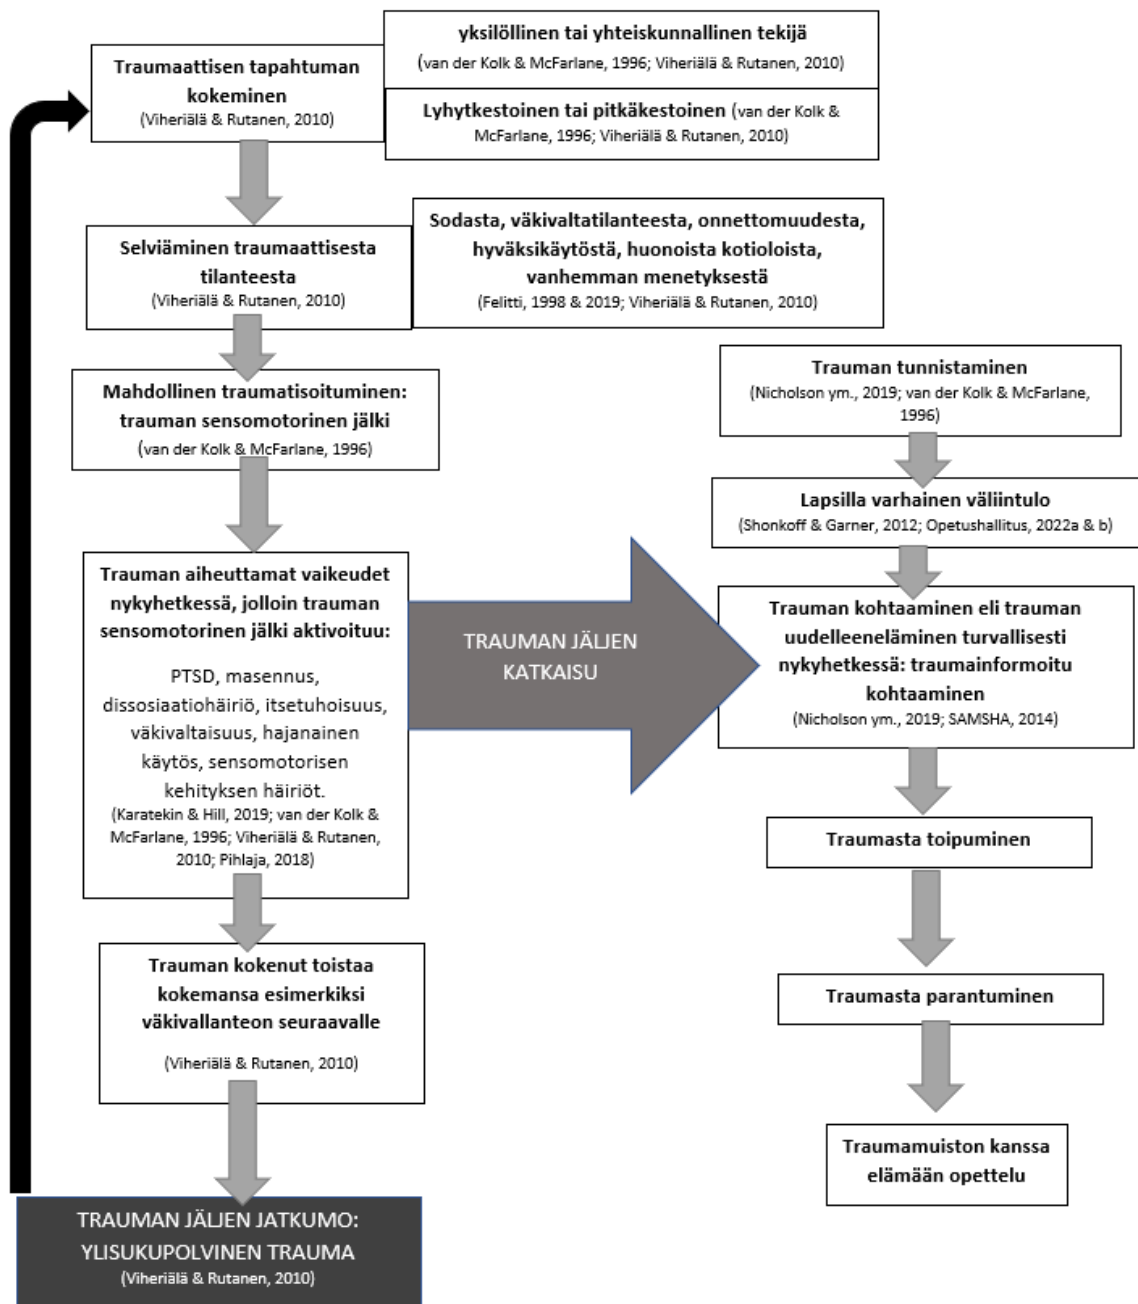 Traumaattisen tapahtuman
kokeminen
(Viheriälä & Rutanen, 2010)
yksilöllinen tai yhteiskunnallinen tekijä
(van der Kolk & McFarlane, 1996; Viheriälä & Rutanen, 2010)
Lyhytkestoinen tai pitkäkestoinen (van der Kolk &
McFarlane, 1996; Viheriälä & Rutanen, 2010)
Selviäminen traumaattisesta
tilanteesta
(Viheriälä & Rutanen, 2010)
Sodasta, väkivaltatilanteesta, onnettomuudesta,
hyväksikäytöstä, huonoista kotioloista,
vanhemman menetyksestä
(Felitti, 1998 & 2019; Viheriälä & Rutanen, 2010)
Mahdollinen traumatisoituminen:
trauman sensomotorinen jälki
(van der Kolk & McFarlane, 1996)
Trauman aiheuttamat vaikeudet
nykyhetkessä, jolloin trauman
sensomotorinen jälki aktivoituu:
PTSD, masennus,
dissosiaatiohäiriö, itsetuhoisuus,
väkivaltaisuus, hajanainen
käytös, sensomotorisen
kehityksen häiriöt.
(Karatekin & Hill, 2019; van der Kolk &
McFarlane, 1996; Viheriälä & Rutanen,
2010; Pihlaja, 2018)
Trauman kokenut toistaa
kokemansa esimerkiksi
väkivallanteon seuraavalle
(Viheriälä & Rutanen, 2010)
TRAUMAN JÄLJEN JATKUMO:
YLISUKUPOLVINEN TRAUMA
(Viheriälä & Rutanen, 2010)
TRAUMAN JÄLJEN
KATKAISU
Trauman tunnistaminen
(Nicholson ym., 2019; van der Kolk & McFarlane,
1996)
Lapsilla varhainen väliintulo
(Shonkoff & Garner, 2012; Opetushallitus, 2022a & b)
Trauman kohtaaminen eli trauman
uudelleeneläminen turvallisesti
nykyhetkessä: traumainformoitu
kohtaaminen
(Nicholson ym., 2019; SAMSHA, 2014)
Traumasta toipuminen
Traumasta parantuminen
Traumamuiston kanssa
elämään opettelu